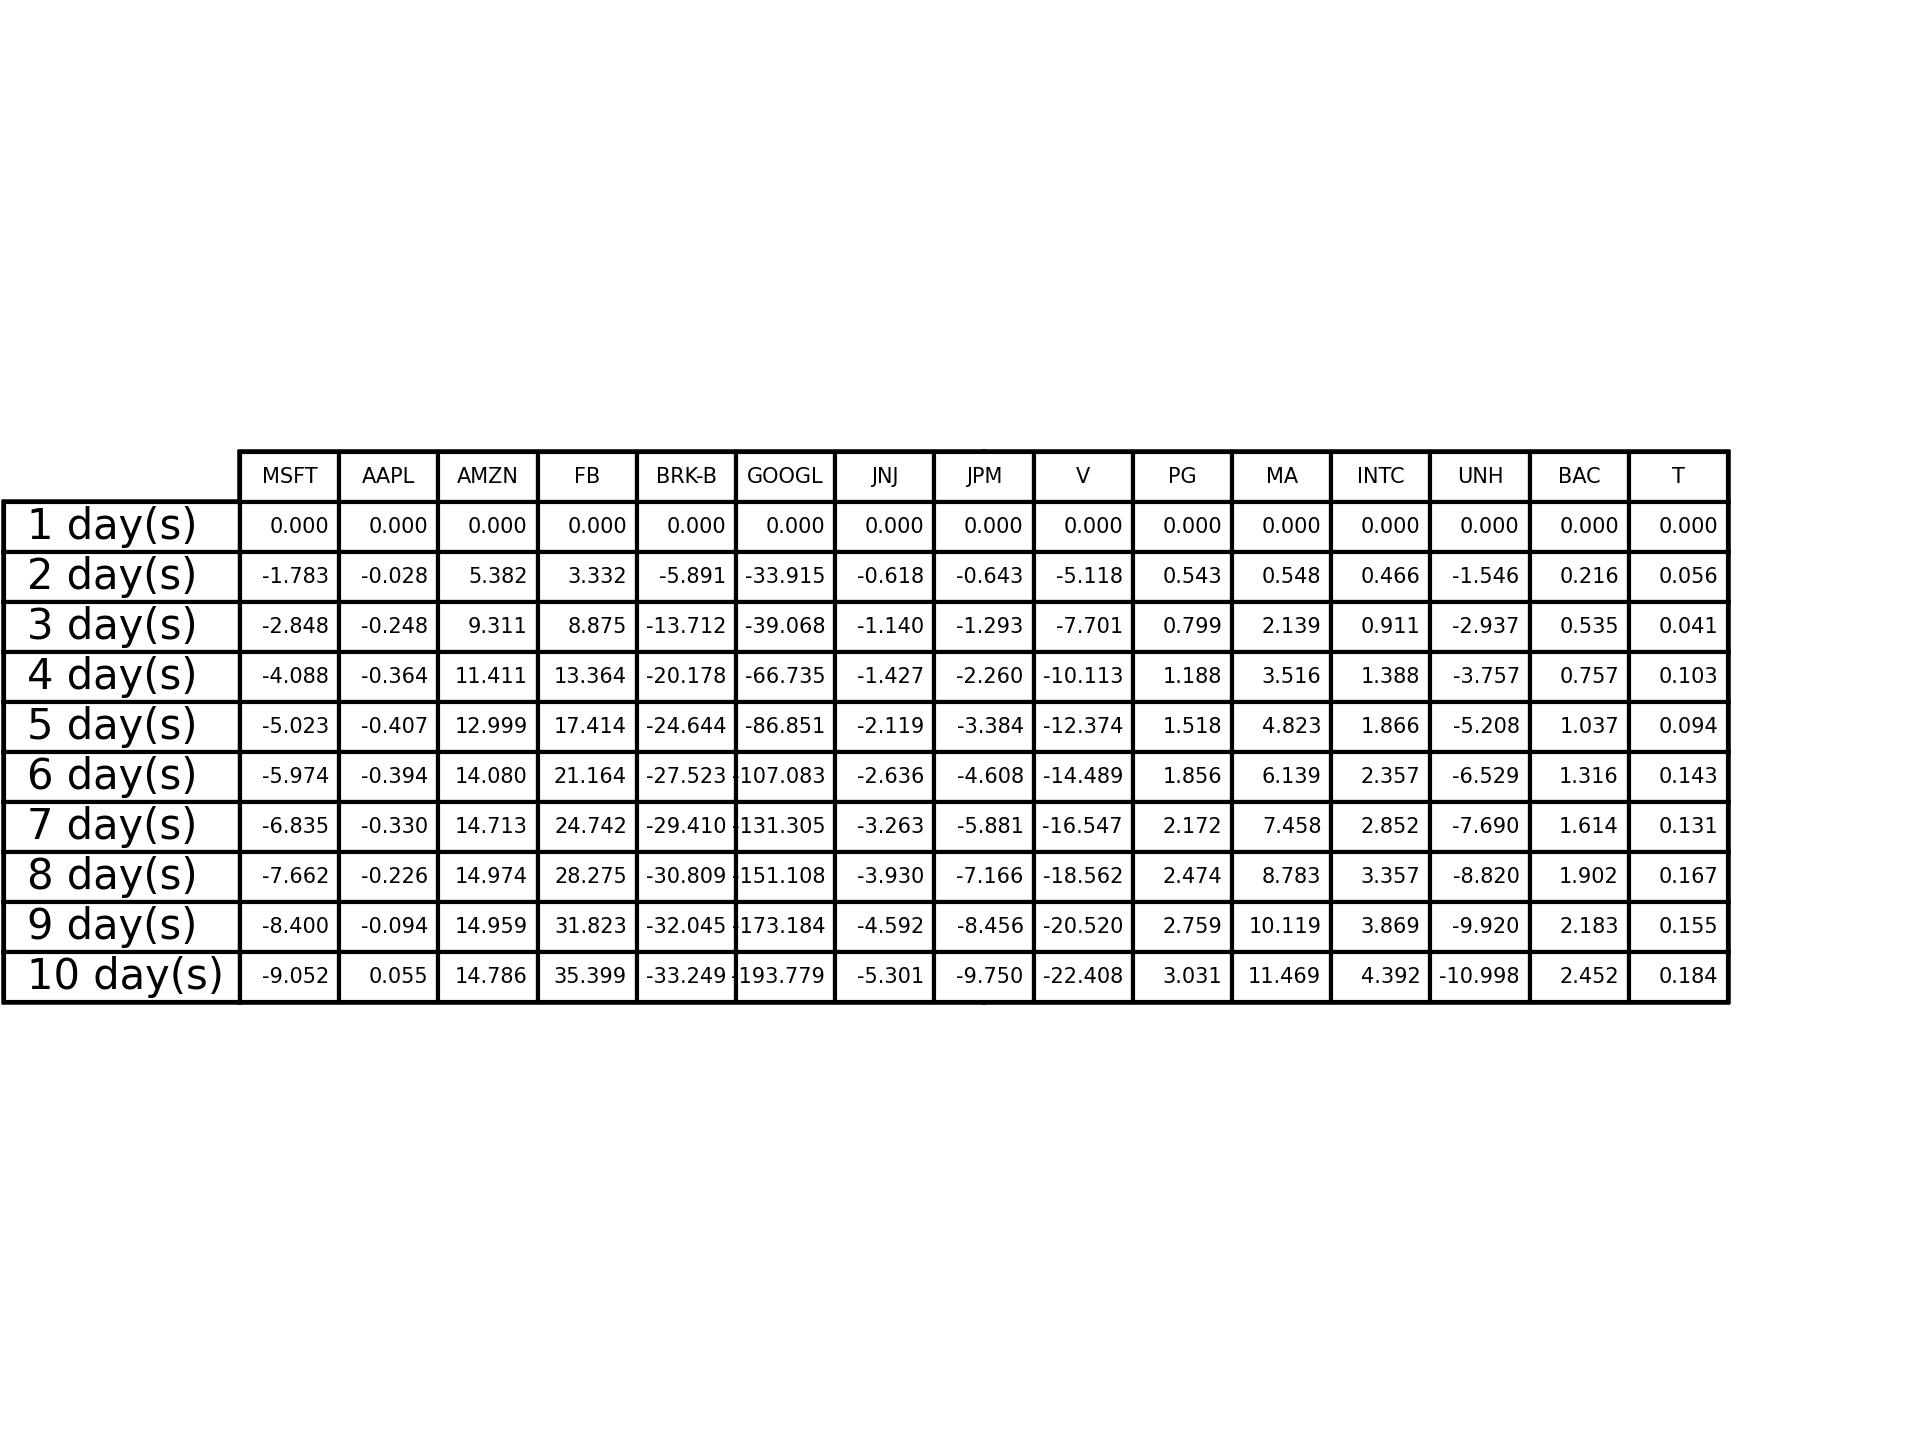 MSFT AAPL AMZN FB BRK-B GOOGL JNJ JPM V PG MA INTC UNH BAC T
1 day(s) 0.000 0.000 0.000 0.000 0.000 0.000 0.000 0.000 0.000 0.000 0.000 0.000 0.000 0.000 0.000
2 day(s) -1.783 -0.028 5.382 3.332 -5.891 -33.915 -0.618 -0.643 -5.118 0.543 0.548 0.466 -1.546 0.216 0.056
3 day(s) -2.848 -0.248 9.311 8.875 -13.712 -39.068 -1.140 -1.293 -7.701 0.799 2.139 0.911 -2.937 0.535 0.041
4 day(s) -4.088 -0.364 11.411 13.364 -20.178 -66.735 -1.427 -2.260 -10.113 1.188 3.516 1.388 -3.757 0.757 0.103
5 day(s) -5.023 -0.407 12.999 17.414 -24.644 -86.851 -2.119 -3.384 -12.374 1.518 4.823 1.866 -5.208 1.037 0.094
6 day(s) -5.974 -0.394 14.080 21.164 -27.523 -107.083 -2.636 -4.608 -14.489 1.856 6.139 2.357 -6.529 1.316 0.143
7 day(s) -6.835 -0.330 14.713 24.742 -29.410 -131.305 -3.263 -5.881 -16.547 2.172 7.458 2.852 -7.690 1.614 0.131
8 day(s) -7.662 -0.226 14.974 28.275 -30.809 -151.108 -3.930 -7.166 -18.562 2.474 8.783 3.357 -8.820 1.902 0.167
9 day(s) -8.400 -0.094 14.959 31.823 -32.045 -173.184 -4.592 -8.456 -20.520 2.759 10.119 3.869 -9.920 2.183 0.155
10 day(s) -9.052 0.055 14.786 35.399 -33.249 -193.779 -5.301 -9.750 -22.408 3.031 11.469 4.392 -10.998 2.452 0.184